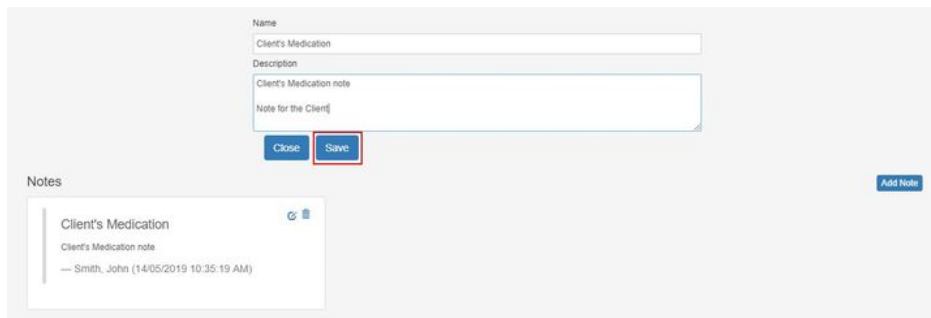 Name
Client's Medication
Description
Client's Medication note
Note for the Client
Close Save
Notes
Add Note
Client's Medication
Client's Medication note
— Smith, John (14/05/2019 10:35:19 AM)